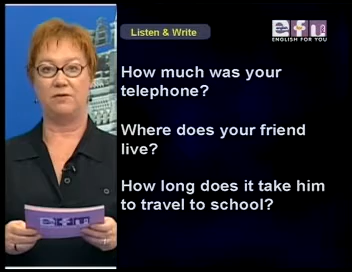 Listen & Write
efu
ENGLISH FOR YOU
How much was your
telephone?
Where does your friend
live?
How long does it take him
to travel to school?